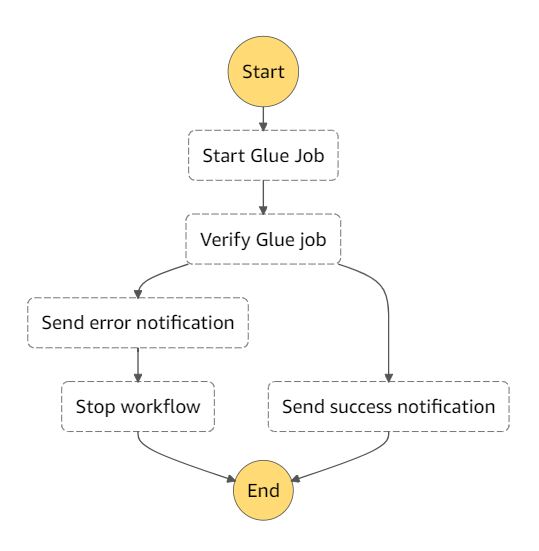 Start
Start Glue Job
Verify Glue job
Send error notification
Stop workflow
Send success notification
End